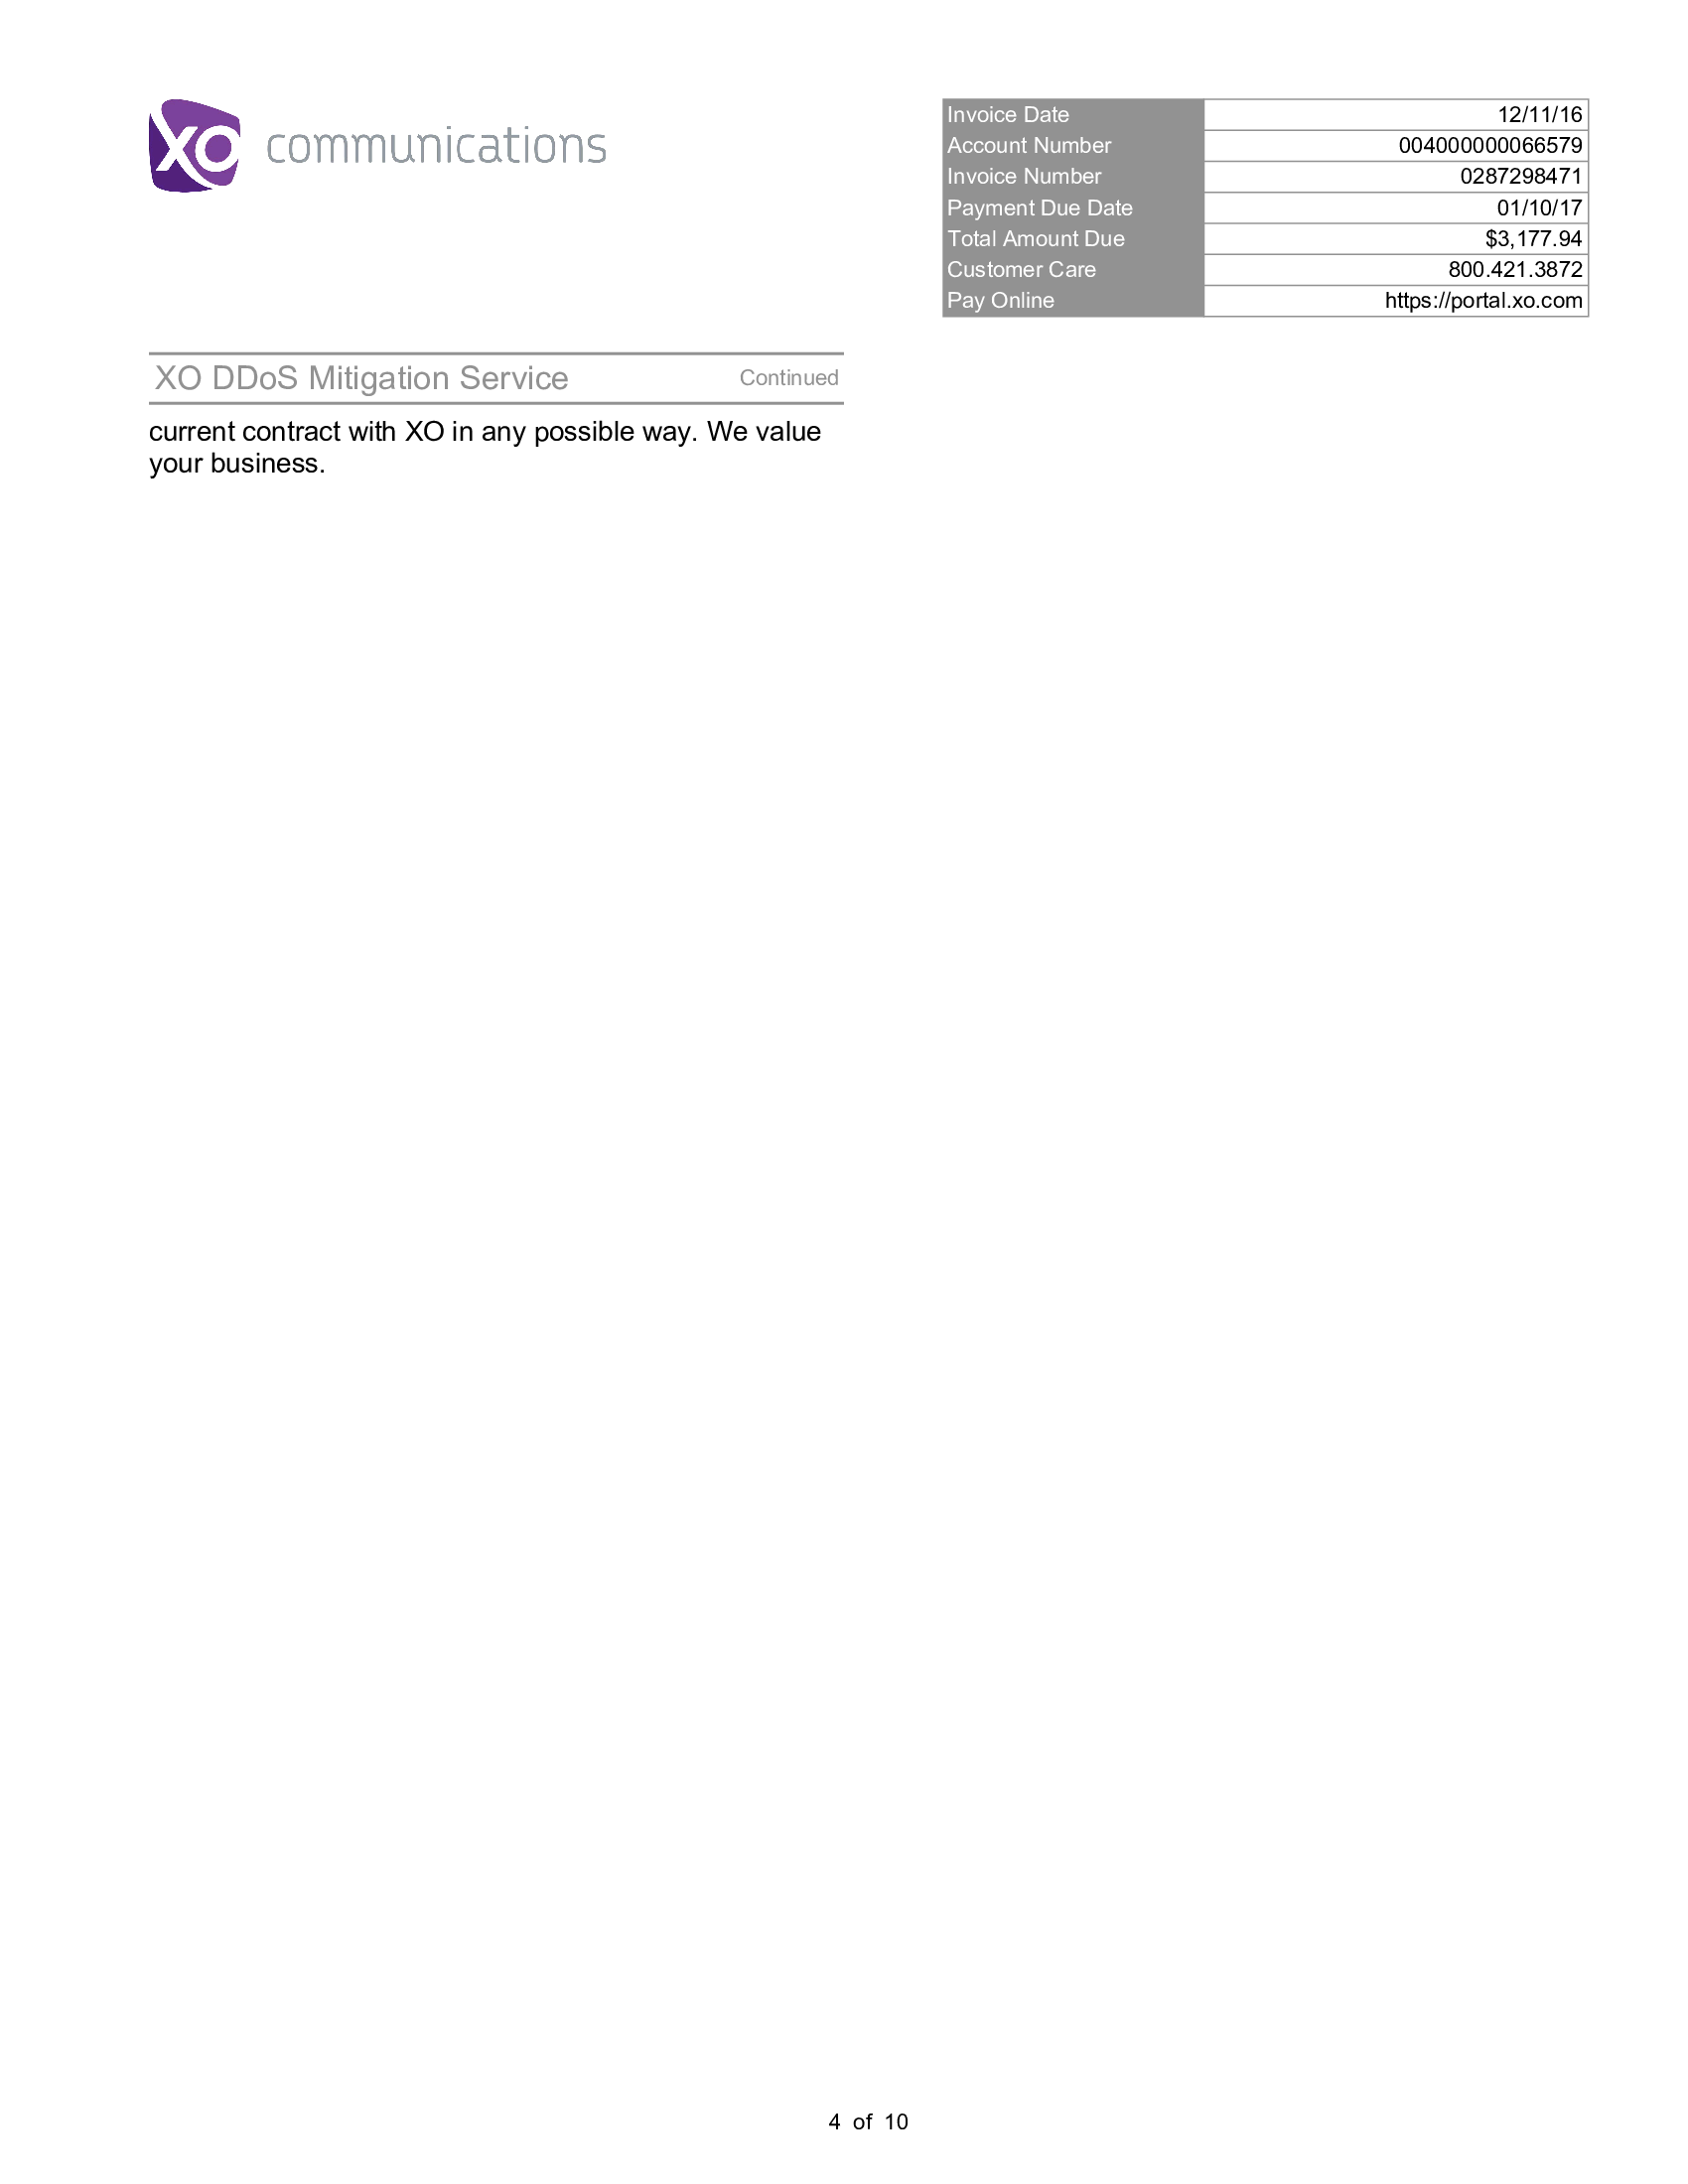 XO communications
Invoice Date 12/11/16
Account Number 004000000066579
Invoice Number 0287298471
Payment Due Date 01/10/17
Total Amount Due $3,177.94
Customer Care 800.421.3872
Pay Online https://portal.xo.com
XO DDoS Mitigation Service Continued
current contract with XO in any possible way. We value
your business.
4 of 10